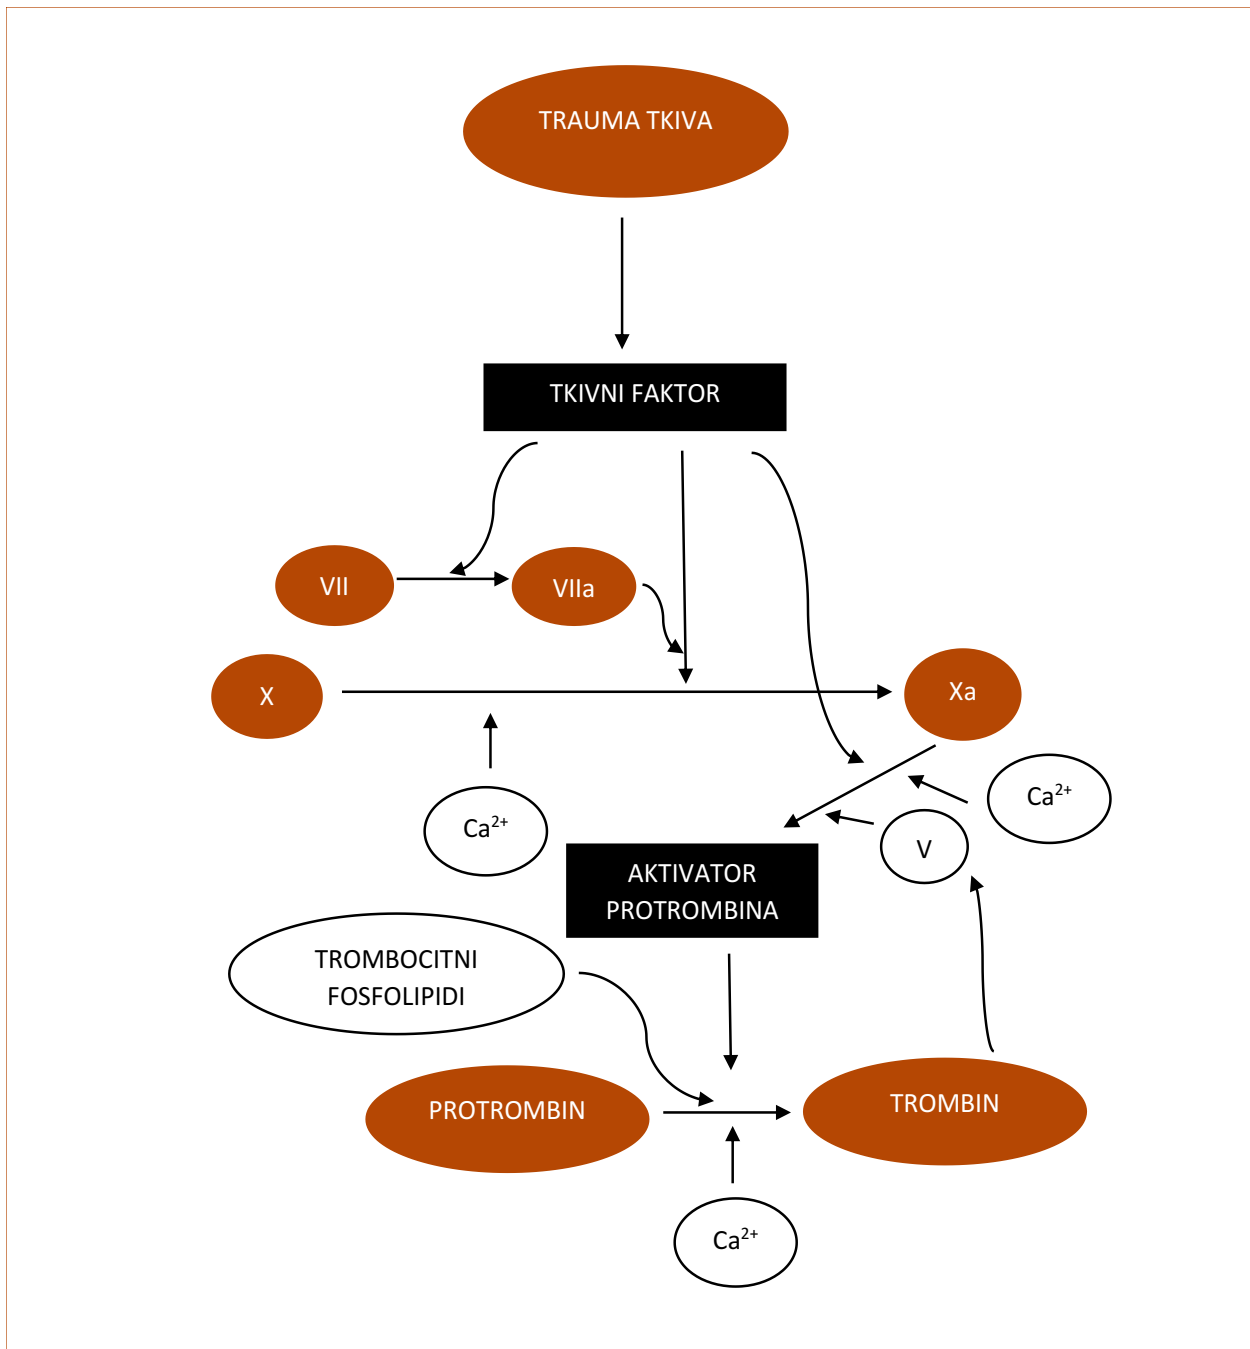 TRAUMA TKIVA
TKIVNI FAKTOR
VII
VIIa
X
Xa
Ca²⁺
Ca²⁺
V
AKTIVATOR
PROTROMBINA
TROMBOCITNI
FOSFOLIPIDI
PROTROMBIN
TROMBIN
Ca²⁺